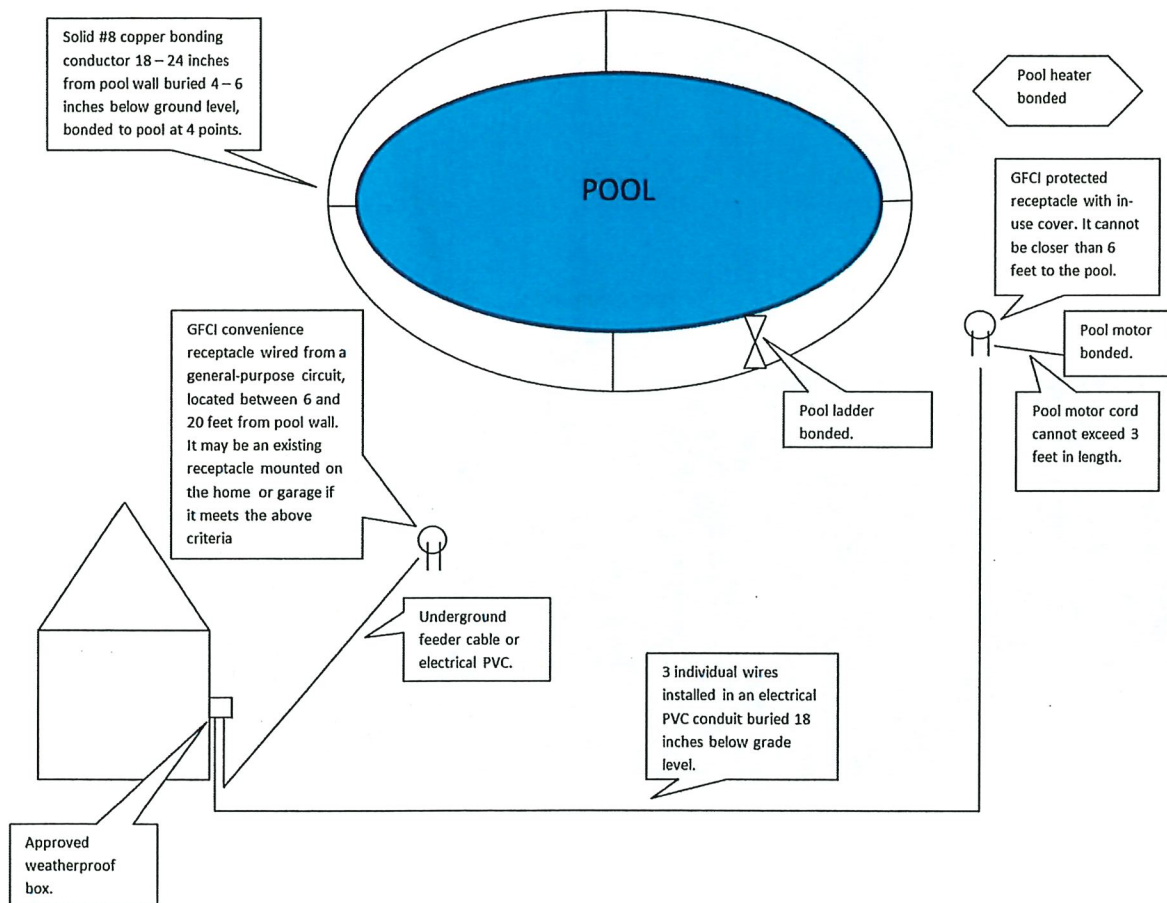 Solid #8 copper bonding
conductor 18 – 24 inches
from pool wall buried 4 – 6
inches below ground level,
bonded to pool at 4 points.
POOL
Pool heater
bonded
GFCI protected
receptacle with in-
use cover. It cannot
be closer than 6
feet to the pool.
Pool motor
bonded.
Pool motor cord
cannot exceed 3
feet in length.
Pool ladder
bonded.
GFCI convenience
receptacle wired from a
general-purpose circuit,
located between 6 and
20 feet from pool wall.
It may be an existing
receptacle mounted on
the home or garage if
it meets the above
criteria
Underground
feeder cable or
electrical PVC.
3 individual wires
installed in an electrical
PVC conduit buried 18
inches below grade
level.
Approved
weatherproof
box.